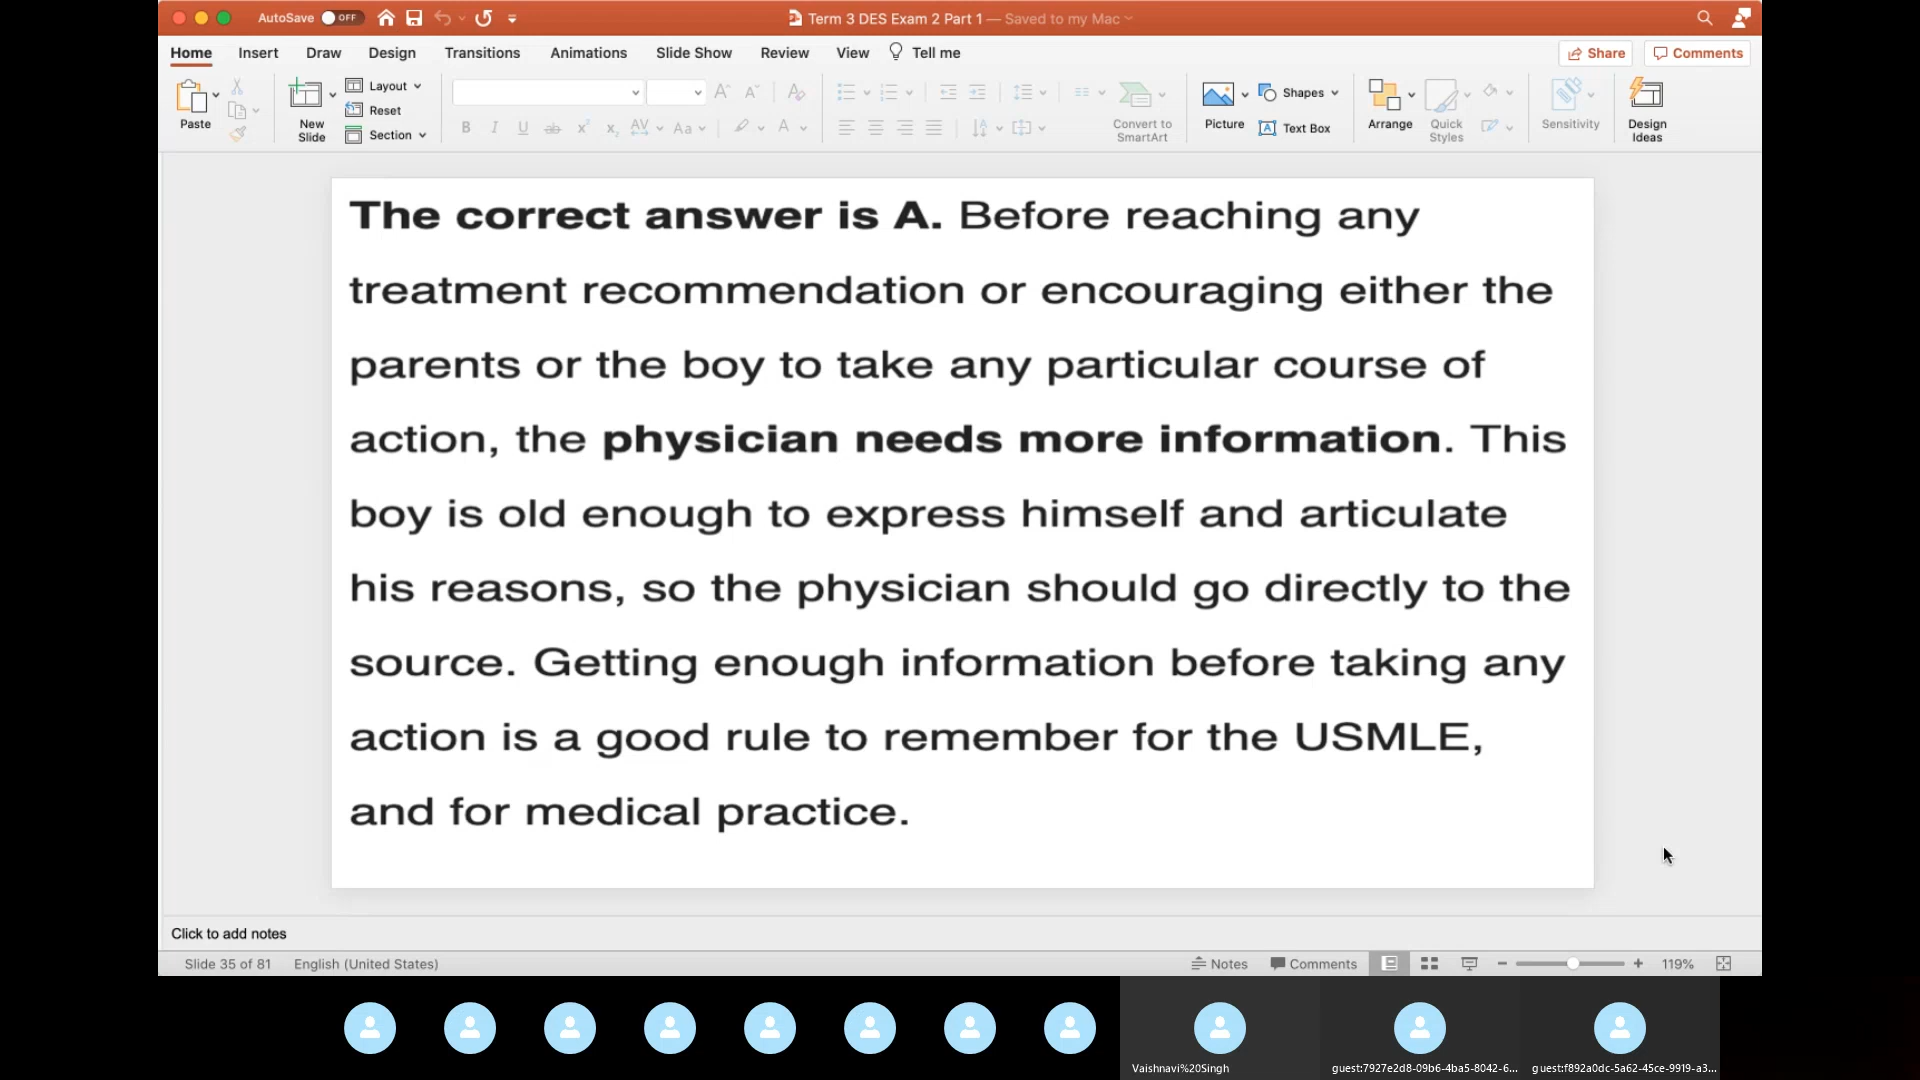 AutoSave OFF Term 3 DES Exam 2 Part 1 — Saved to my Mac
Home Insert Draw Design Transitions Animations Slide Show Review View Tell me Share Comments
Paste New Slide Layout Reset Section Convert to SmartArt Picture Shapes Text Box Arrange Quick Styles Sensitivity Design Ideas
The correct answer is A. Before reaching any
treatment recommendation or encouraging either the
parents or the boy to take any particular course of
action, the physician needs more information. This
boy is old enough to express himself and articulate
his reasons, so the physician should go directly to the
source. Getting enough information before taking any
action is a good rule to remember for the USMLE,
and for medical practice.
Click to add notes
Slide 35 of 81 English (United States) Notes Comments 119%
Vaishnavi%20Singh guest:7927e2d8-09b6-4ba5-8042-6... guest:f892a0dc-5a62-45ce-9919-a3...